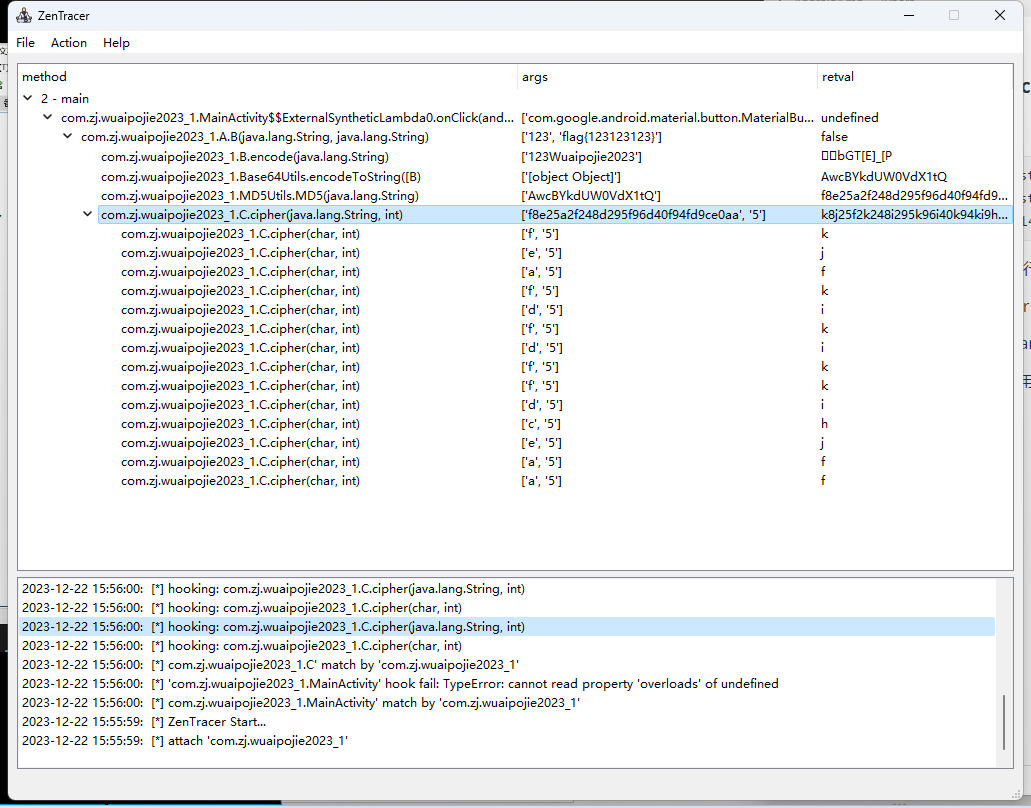 ZenTracer
File Action Help
method args retval
2 - main
com.zj.wuaipojie2023_1.MainActivity$$ExternalSyntheticLambda0.onClick(and... ['com.google.android.material.button.MaterialBu... undefined
com.zj.wuaipojie2023_1.A.B(java.lang.String, java.lang.String) ['123', 'flag{123123123}'] false
com.zj.wuaipojie2023_1.B.encode(java.lang.String) ['123Wuaipojie2023'] bGT[E]_[P
com.zj.wuaipojie2023_1.Base64Utils.encodeToString([B) ['[object Object]'] AwcBYkdUW0VdX1tQ
com.zj.wuaipojie2023_1.MD5Utils.MD5(java.lang.String) ['AwcBYkdUW0VdX1tQ'] f8e25a2f248d295f96d40f94fd9...
com.zj.wuaipojie2023_1.C.cipher(java.lang.String, int) ['f8e25a2f248d295f96d40f94fd9ce0aa', '5'] k8j25f2k248i295k96i40k94ki9h...
com.zj.wuaipojie2023_1.C.cipher(char, int) ['f', '5'] k
com.zj.wuaipojie2023_1.C.cipher(char, int) ['e', '5'] j
com.zj.wuaipojie2023_1.C.cipher(char, int) ['a', '5'] f
com.zj.wuaipojie2023_1.C.cipher(char, int) ['f', '5'] k
com.zj.wuaipojie2023_1.C.cipher(char, int) ['d', '5'] i
com.zj.wuaipojie2023_1.C.cipher(char, int) ['f', '5'] k
com.zj.wuaipojie2023_1.C.cipher(char, int) ['d', '5'] i
com.zj.wuaipojie2023_1.C.cipher(char, int) ['f', '5'] k
com.zj.wuaipojie2023_1.C.cipher(char, int) ['f', '5'] k
com.zj.wuaipojie2023_1.C.cipher(char, int) ['d', '5'] i
com.zj.wuaipojie2023_1.C.cipher(char, int) ['c', '5'] h
com.zj.wuaipojie2023_1.C.cipher(char, int) ['e', '5'] j
com.zj.wuaipojie2023_1.C.cipher(char, int) ['a', '5'] f
com.zj.wuaipojie2023_1.C.cipher(char, int) ['a', '5'] f
2023-12-22 15:56:00: [*] hooking: com.zj.wuaipojie2023_1.C.cipher(java.lang.String, int)
2023-12-22 15:56:00: [*] hooking: com.zj.wuaipojie2023_1.C.cipher(char, int)
2023-12-22 15:56:00: [*] hooking: com.zj.wuaipojie2023_1.C.cipher(java.lang.String, int)
2023-12-22 15:56:00: [*] hooking: com.zj.wuaipojie2023_1.C.cipher(char, int)
2023-12-22 15:56:00: [*] com.zj.wuaipojie2023_1.C' match by 'com.zj.wuaipojie2023_1'
2023-12-22 15:56:00: [*] 'com.zj.wuaipojie2023_1.MainActivity' hook fail: TypeError: cannot read property 'overloads' of undefined
2023-12-22 15:56:00: [*] com.zj.wuaipojie2023_1.MainActivity' match by 'com.zj.wuaipojie2023_1'
2023-12-22 15:55:59: [*] ZenTracer Start...
2023-12-22 15:55:59: [*] attach 'com.zj.wuaipojie2023_1'